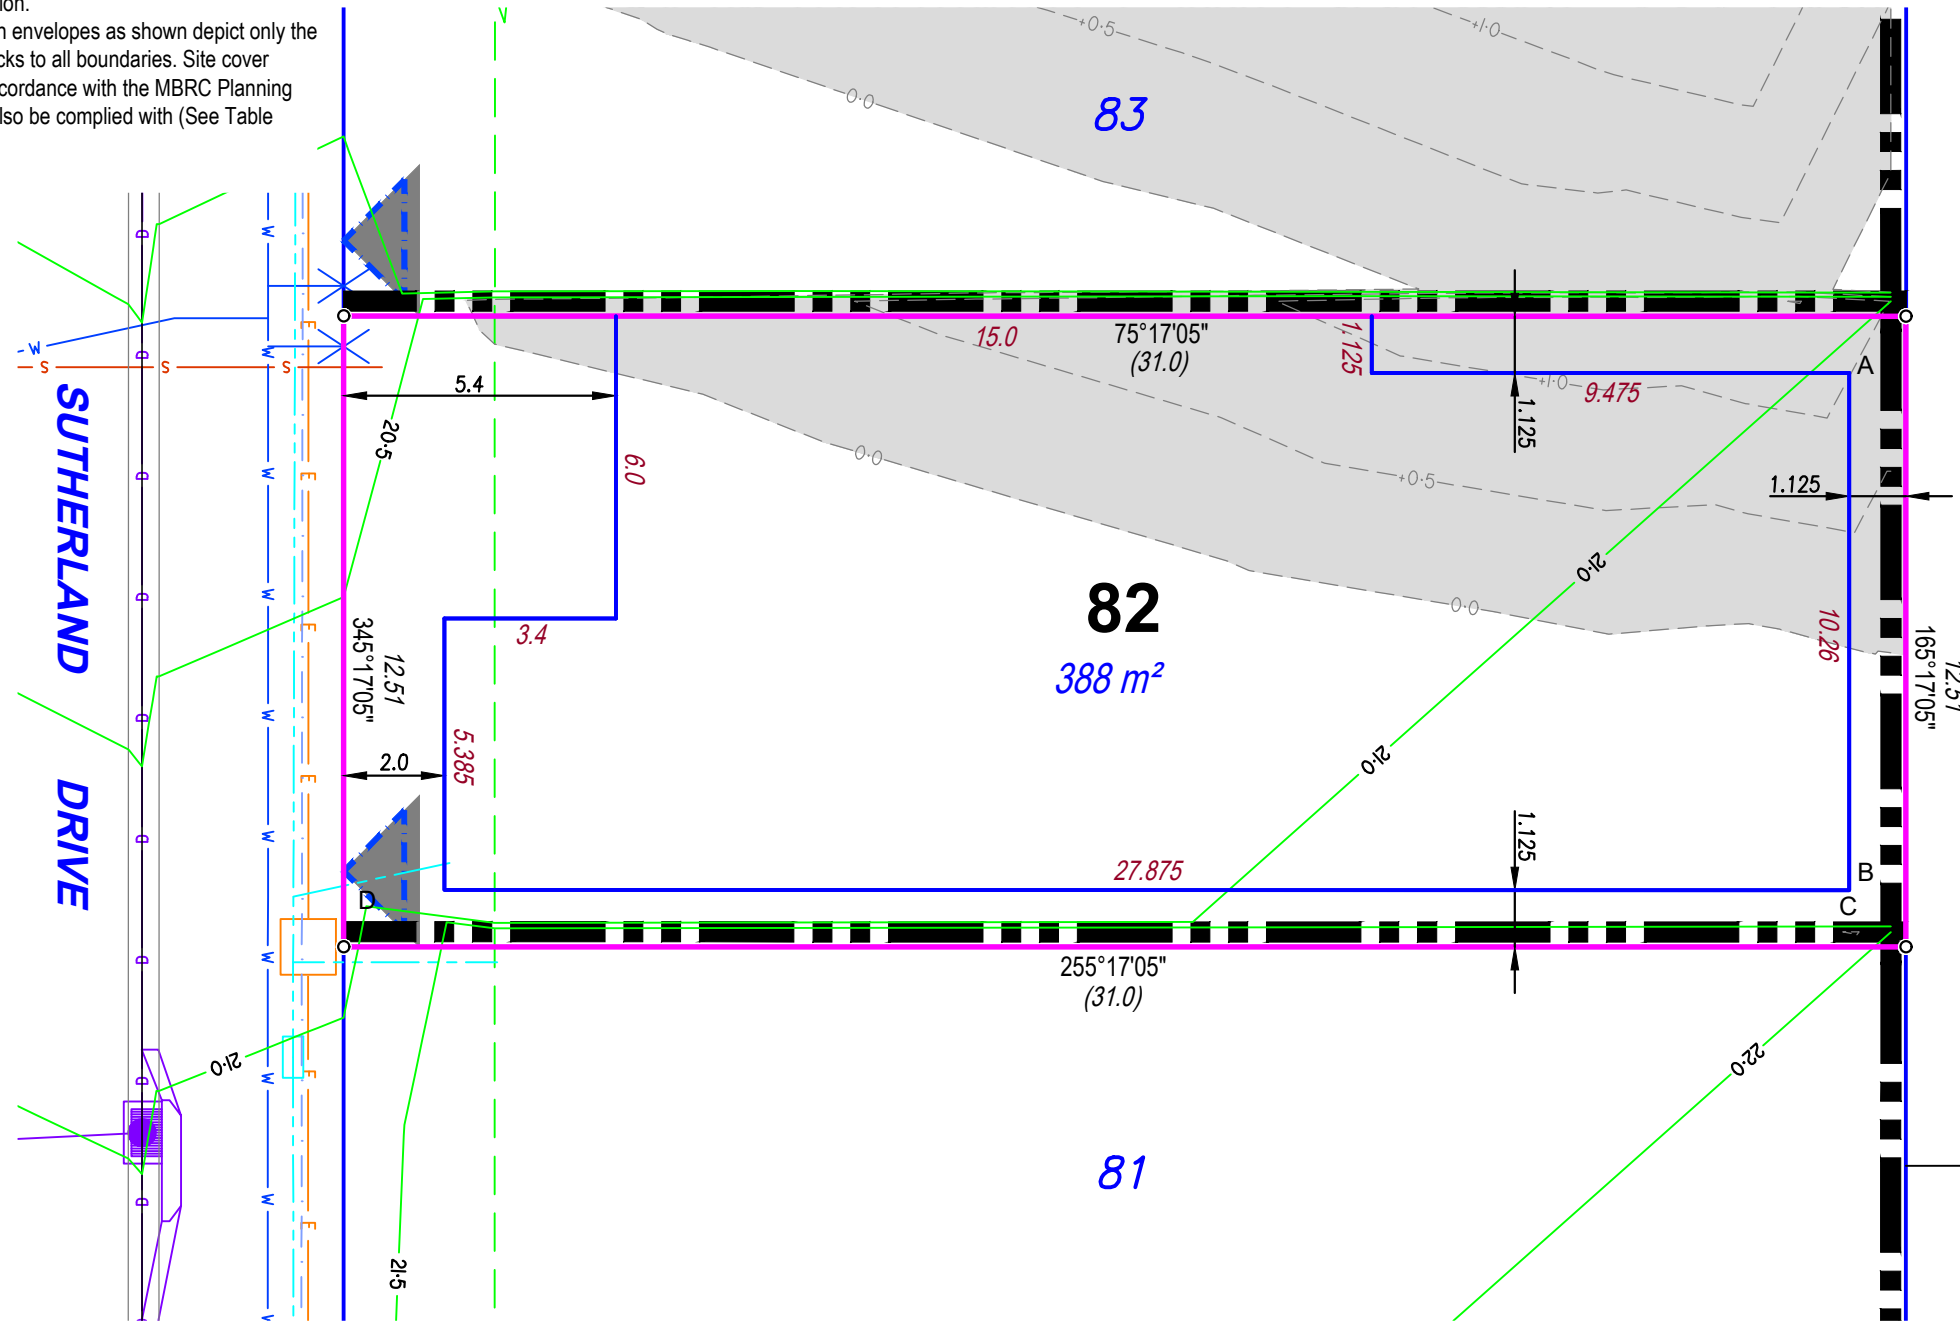 ion.
n envelopes as shown depict only the
cks to all boundaries. Site cover
cordance with the MBRC Planning
lso be complied with (See Table
V
+0.5
+1.0
0.0
83
15.0
75°17'05"
(31.0)
1.125
A
+1.0
9.475
1.125
5.4
20.5
6.0
0.0
+0.5
1.125
W
S
S
S
SUTHERLAND DRIVE
21.0
82
388 m²
0.0
10.26
165°17'05"
12.51
3.4
12.51
345°17'05"
5.385
2.0
21.0
1.125
27.875
B
C
D
255°17'05"
(31.0)
21.0
22.0
81
21.5
D
D
D
D
D
D
D
D
D
W
W
W
W
W
W
W
W
W
W
E
E
E
E
E
E